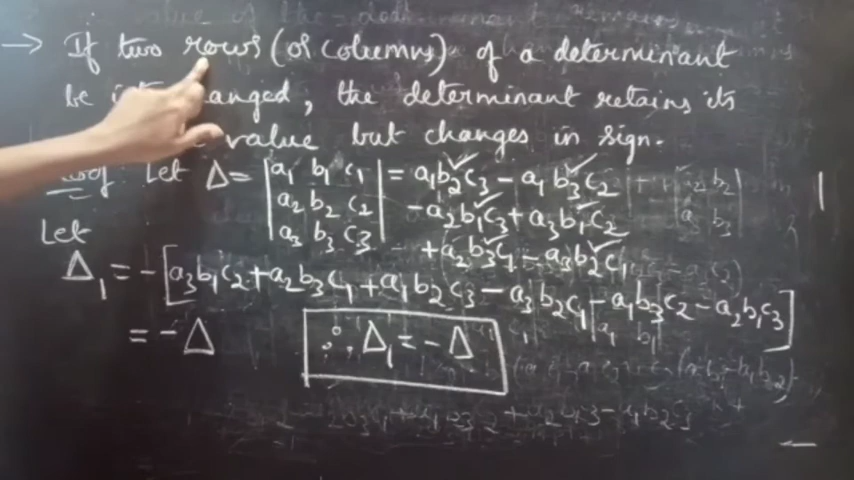 → If two rows (or columns) of a determinant
be anged, the determinant retains its
value but changes in sign.
Let Δ = | a₁ b₁ c₁ | = a₁b₂c₃ - a₁b₃c₂
| a₂ b₂ c₂ | - a₂b₁c₃ + a₃b₁c₂
| a₃ b₃ c₃ | + a₂b₃c₁ - a₃b₂c₁
Let
Δ₁ = - [a₃b₁c₂ + a₂b₃c₁ + a₁b₂c₃ - a₃b₂c₁ - a₁b₃c₂ - a₂b₁c₃]
= - Δ ∴ Δ₁ = - Δ